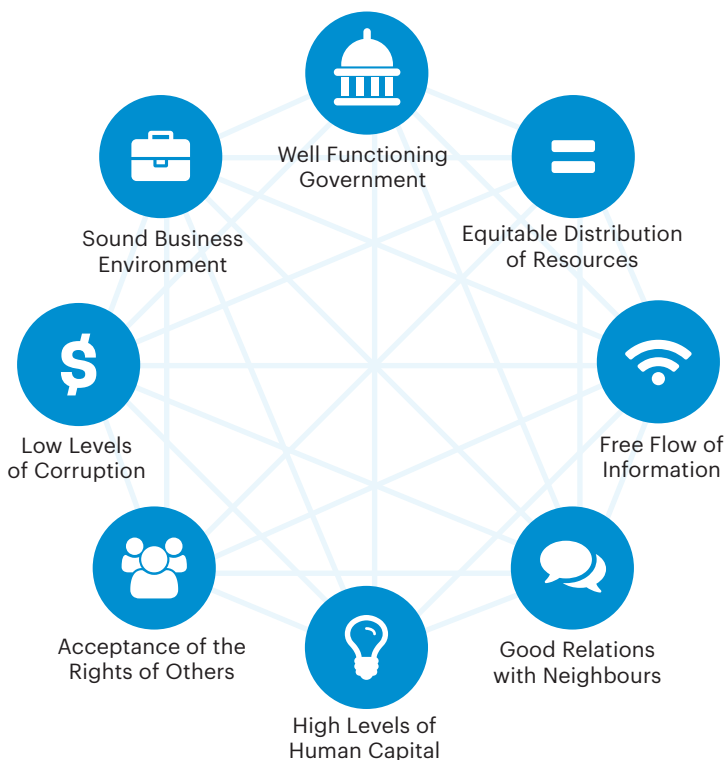 Well Functioning
Government
Sound Business
Environment
Equitable Distribution
of Resources
$
Low Levels
of Corruption
Free Flow of
Information
Acceptance of the
Rights of Others
Good Relations
with Neighbours
High Levels of
Human Capital